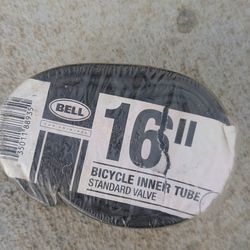 BELL
16"
BICYCLE INNER TUBE
STANDARD VALVE